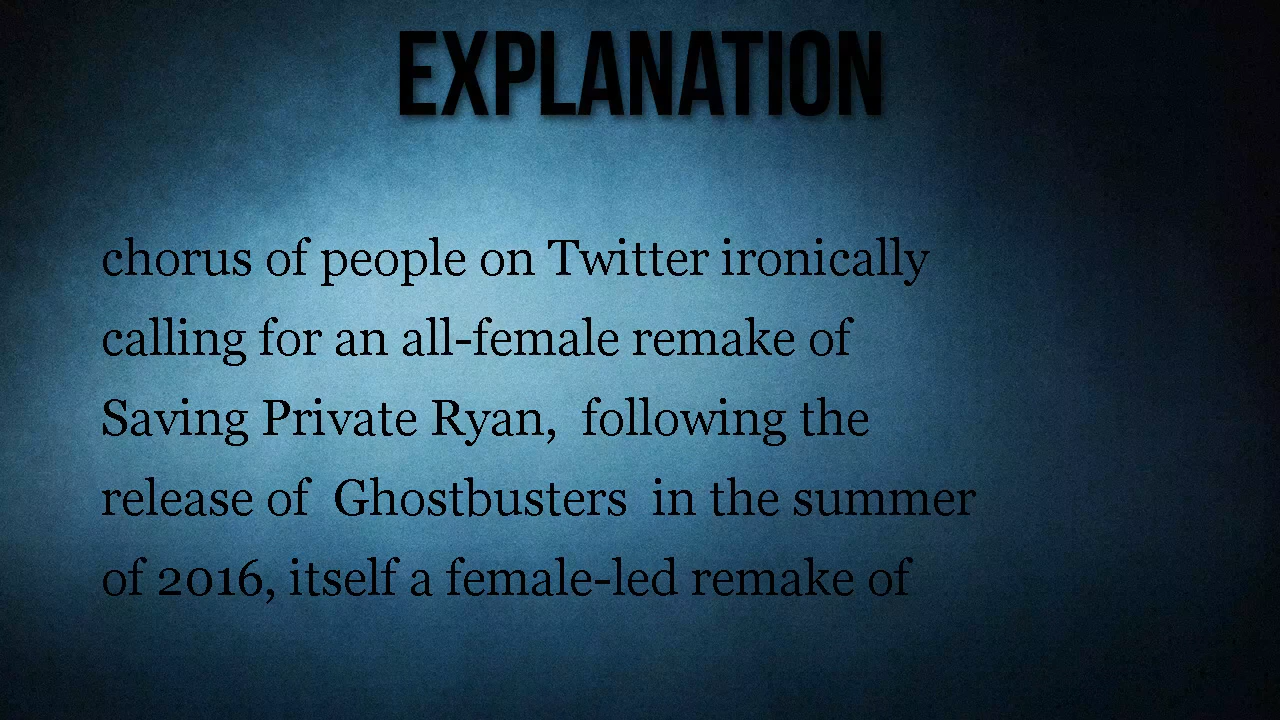 EXPLANATION
chorus of people on Twitter ironically
calling for an all-female remake of
Saving Private Ryan,  following the
release of  Ghostbusters  in the summer
of 2016, itself a female-led remake of